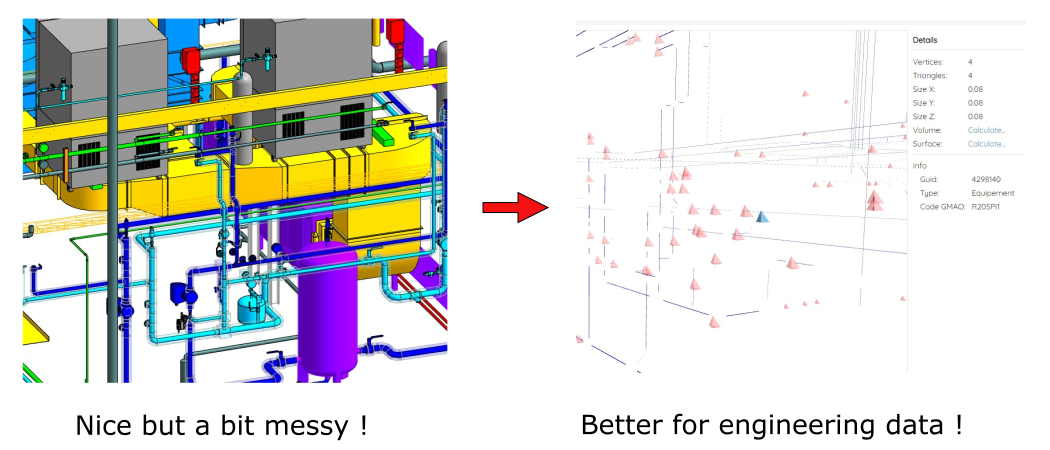 Details
Vertices: 4
Triangles: 4
Size X: 0.08
Size Y: 0.08
Size Z: 0.08
Volume: Calculate...
Surface: Calculate...
Info
Guid: 4298140
Type: Equipement
Code GMAO: R20SPI1
Nice but a bit messy !
Better for engineering data !